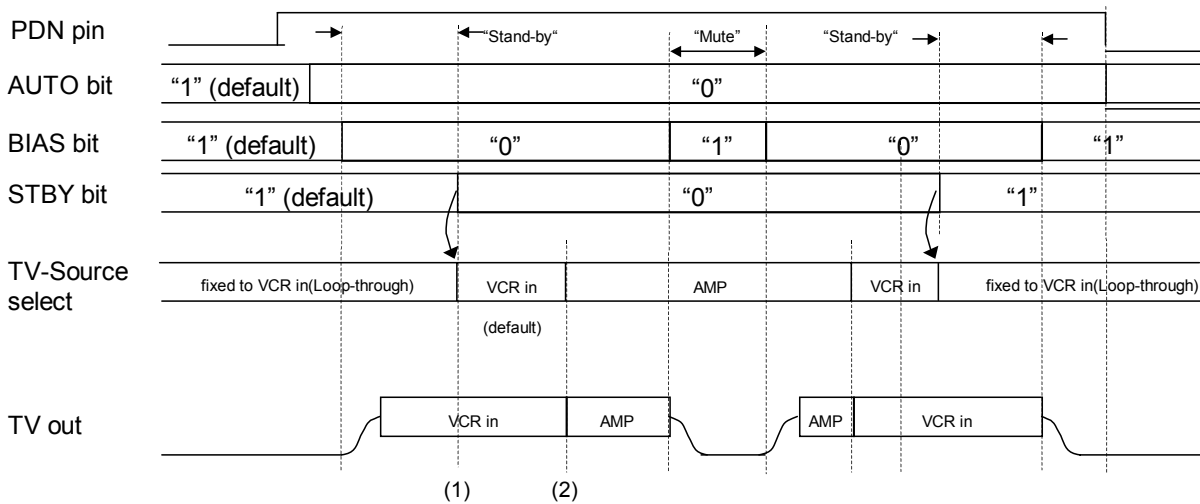 PDN pin
“Stand-by“ “Mute” “Stand-by“
AUTO bit “1” (default) “0”
BIAS bit “1” (default) “0” “1” “0” “1”
STBY bit “1” (default) “0” “1”
TV-Source
select
fixed to VCR in(Loop-through) VCR in AMP VCR in fixed to VCR in(Loop-through)
(default)
TV out VCR in AMP AMP VCR in
(1) (2)